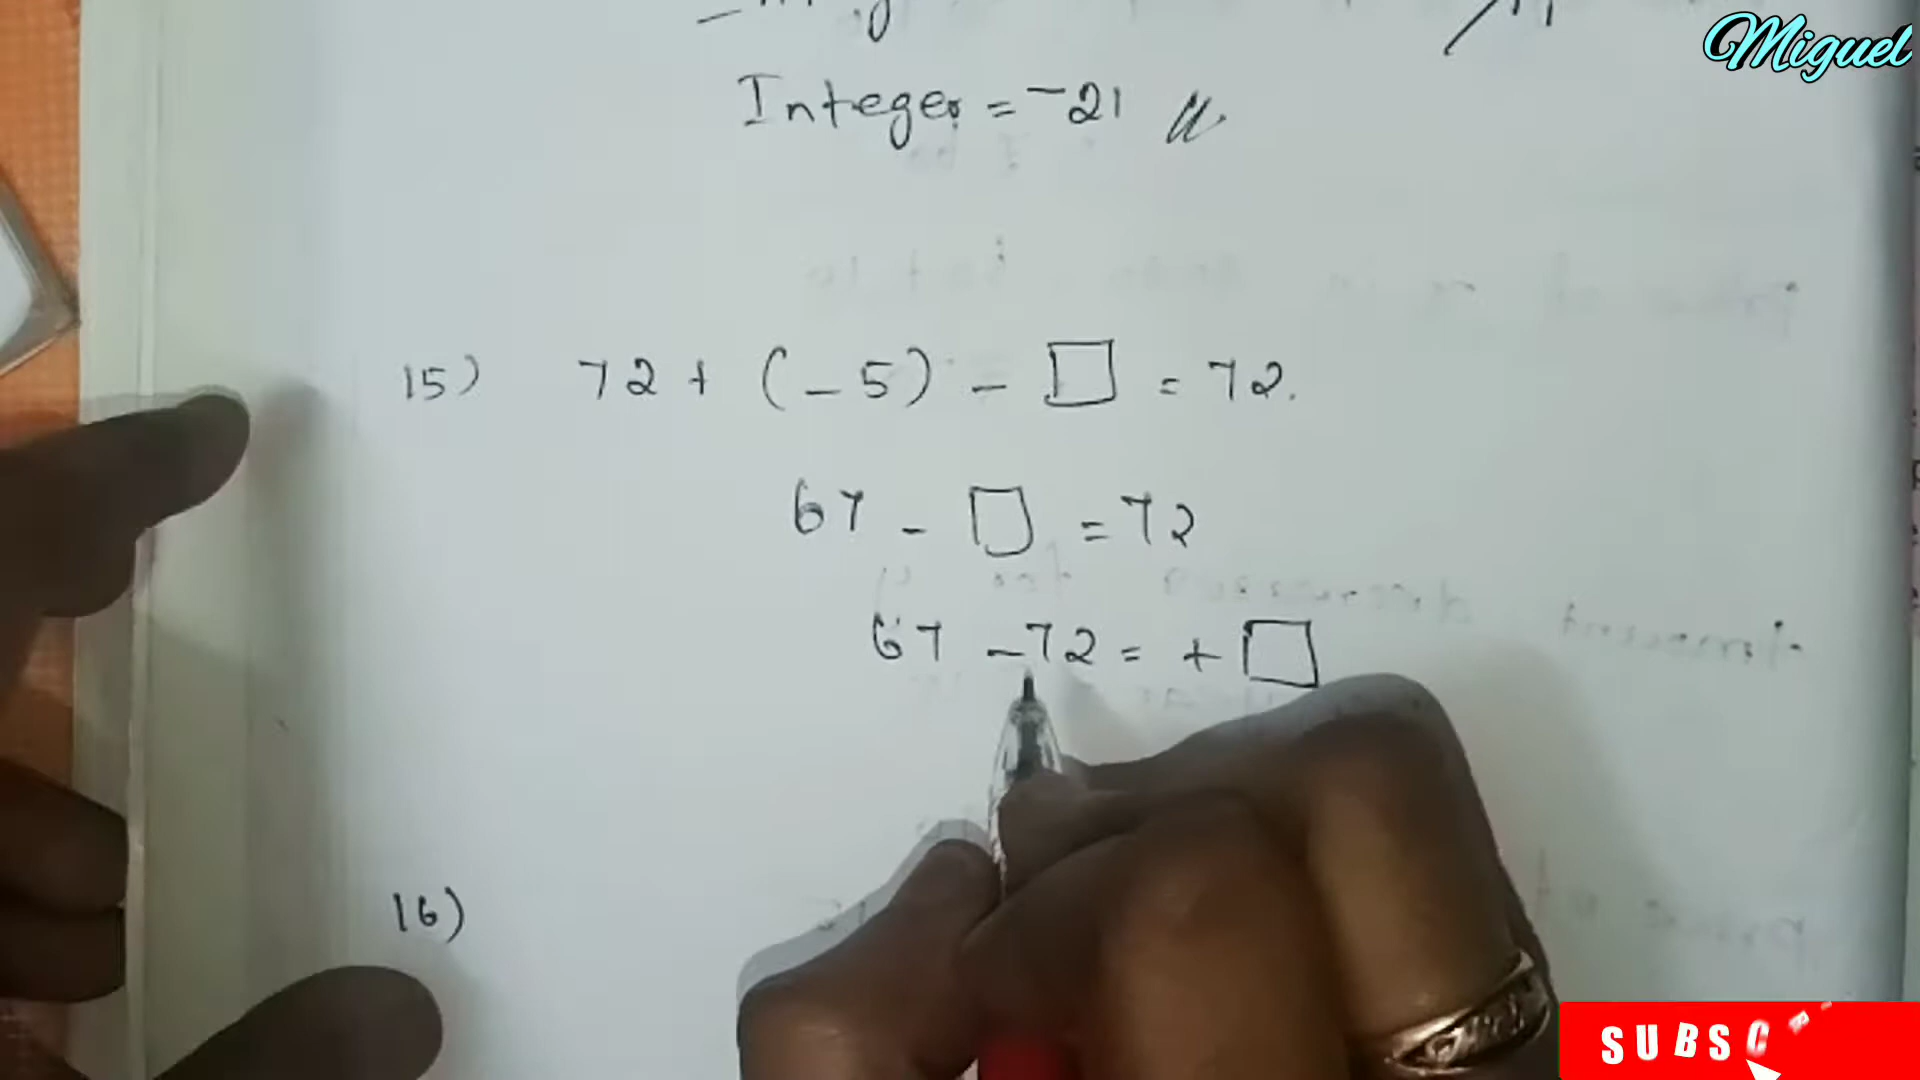 Miguel
Integer = -21 //.
15) 72 + (-5) - □ = 72.
67 - □ = 72
67 - 72 = + □
16)
SUBSC